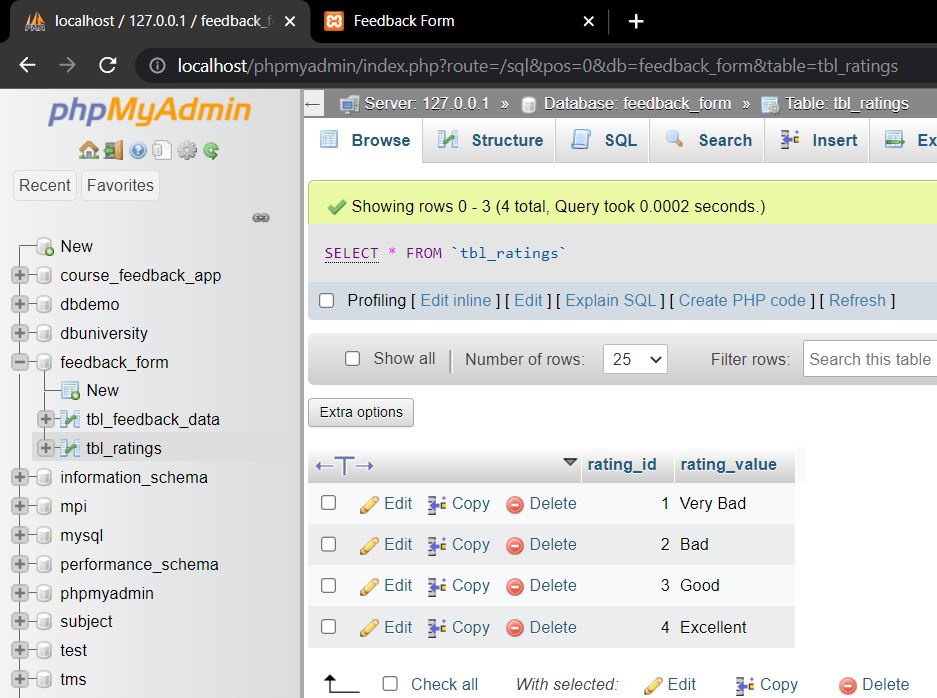 localhost / 127.0.0.1 / feedback_f
Feedback Form
localhost/phpmyadmin/index.php?route=/sql&pos=0&db=feedback_form&table=tbl_ratings
phpMyAdmin
Recent Favorites
New
course_feedback_app
dbdemo
dbuniversity
feedback_form
New
tbl_feedback_data
tbl_ratings
information_schema
mpi
mysql
performance_schema
phpmyadmin
subject
test
tms
Server: 127.0.0.1 » Database: feedback_form » Table: tbl_ratings
Browse Structure SQL Search Insert Ex
Showing rows 0 - 3 (4 total, Query took 0.0002 seconds.)
SELECT * FROM `tbl_ratings`
Profiling [ Edit inline ] [ Edit ] [ Explain SQL ] [ Create PHP code ] [ Refresh ]
Show all Number of rows: 25 Filter rows: Search this table
Extra options
rating_id rating_value
Edit Copy Delete 1 Very Bad
Edit Copy Delete 2 Bad
Edit Copy Delete 3 Good
Edit Copy Delete 4 Excellent
Check all With selected: Edit Copy Delete